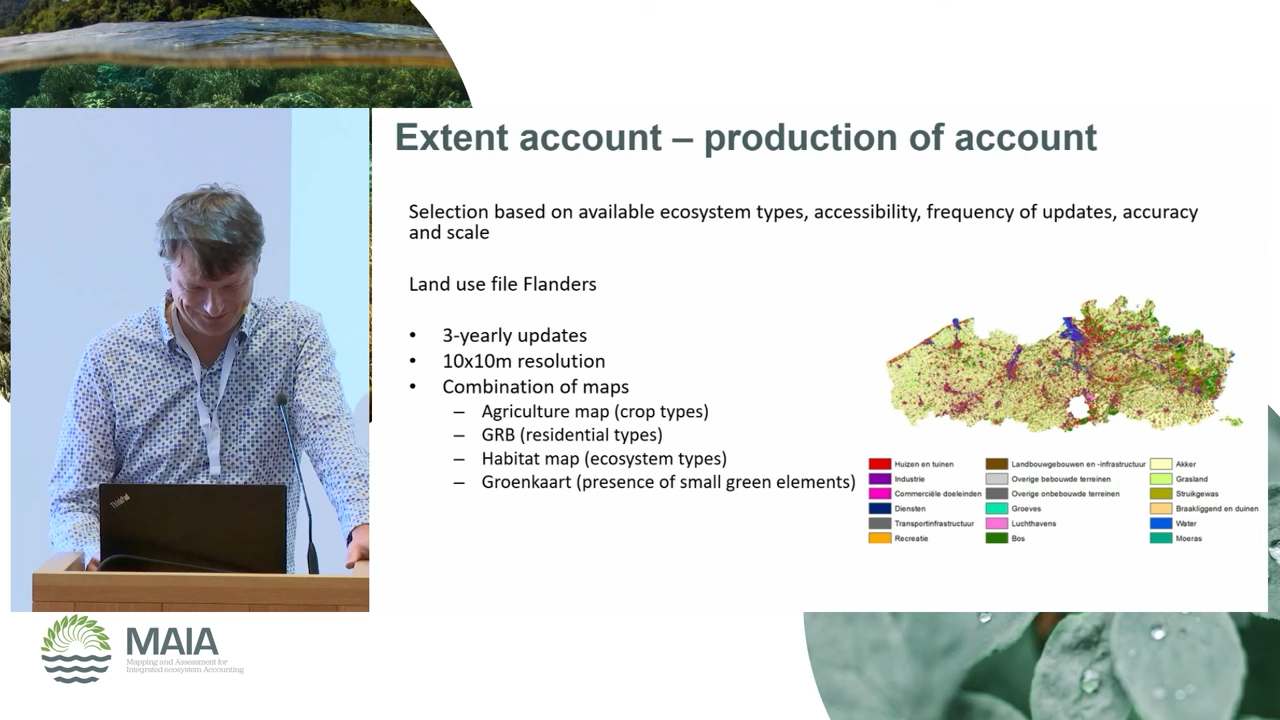 Extent account – production of account
Selection based on available ecosystem types, accessibility, frequency of updates, accuracy
and scale
Land use file Flanders
• 3-yearly updates
• 10x10m resolution
• Combination of maps
– Agriculture map (crop types)
– GRB (residential types)
– Habitat map (ecosystem types)
– Groenkaart (presence of small green elements)
Huizen en tuinen
Industrie
Commerciële doeleinden
Diensten
Transportinfrastructuur
Recreatie
Landbouwgebouwen en -infrastructuur
Overige bebouwde terreinen
Overige onbebouwde terreinen
Groeves
Luchthavens
Bos
Akker
Grasland
Struikgewas
Braakliggend en duinen
Water
Moeras
ThinkPad
MAIA
Mapping and Assessment for
Integrated ecosystem Accounting